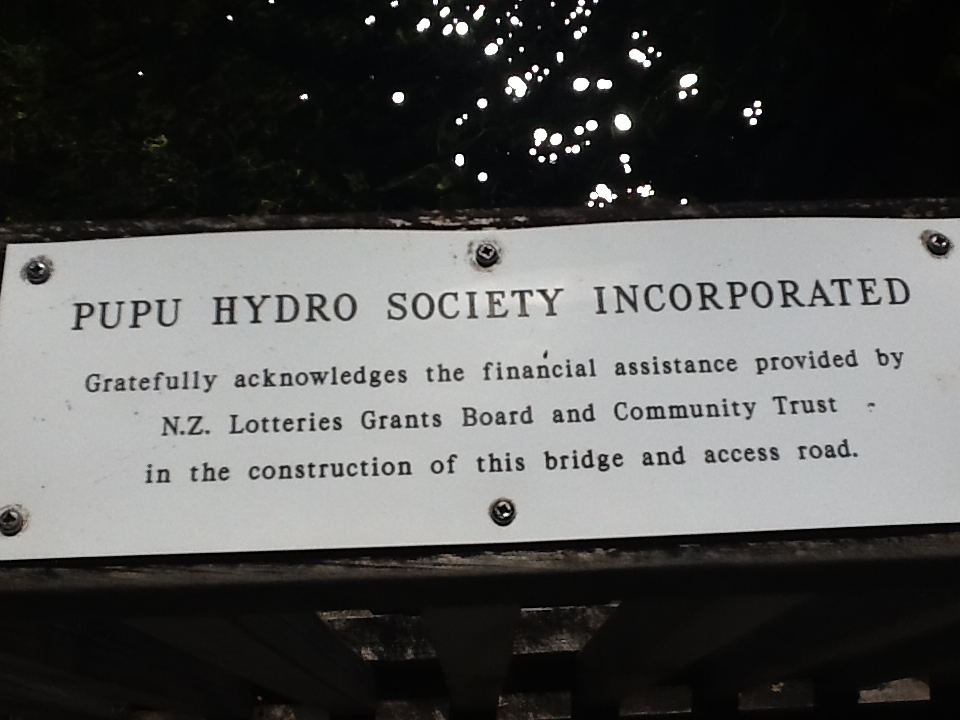 PUPU HYDRO SOCIETY INCORPORATED
Gratefully acknowledges the financial assistance provided by
N.Z. Lotteries Grants Board and Community Trust
in the construction of this bridge and access road.